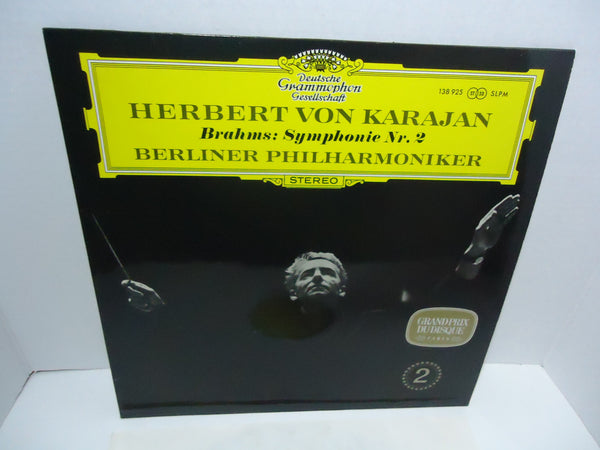 Deutsche
Grammophon
Gesellschaft
138 925 SLPM
HERBERT VON KARAJAN
Brahms: Symphonie Nr. 2
BERLINER PHILHARMONIKER
STEREO
GRAND PRIX
DU DISQUE
PARIS
2